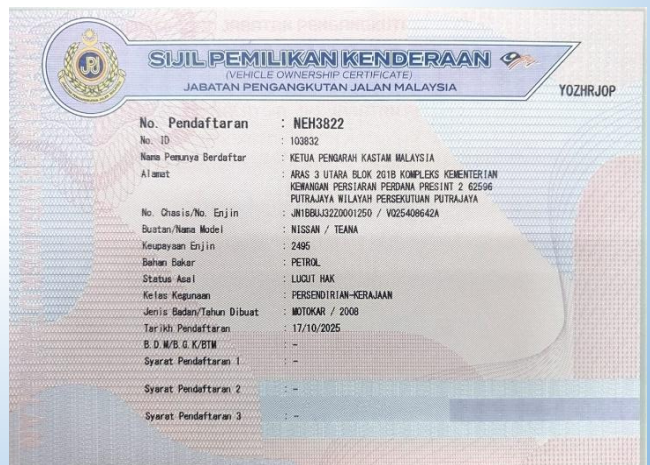 SIJIL PEMILIKAN KENDERAAN
(VEHICLE OWNERSHIP CERTIFICATE)
JABATAN PENGANGKUTAN JALAN MALAYSIA
YOZHRJOP
No. Pendaftaran : NEH3822
No. ID : 103832
Nama Pemunya Berdaftar : KETUA PENGARAH KASTAM MALAYSIA
Alamat : ARAS 3 UTARA BLOK 2G1B KOMPLEKS KEMENTERIAN
KEWANGAN PERSIARAN PERDANA PRESINT 2 62596
PUTRAJAYA WILAYAH PERSEKUTUAN PUTRAJAYA
No. Chasis/No. Enjin : JN1BBUJ32Z0001250 / VQ25408642A
Buatan/Nama Model : NISSAN / TEANA
Keupayaan Enjin : 2495
Bahan Bakar : PETROL
Status Asal : LUCUT HAK
Kelas Kegunaan : PERSENDIRIAN-KERAJAAN
Jenis Badan/Tahun Dibuat : MOTOKAR / 2008
Tarikh Pendaftaran : 17/10/2025
B.D.M/B.G.K/BTM : -
Syarat Pendaftaran 1 : -
Syarat Pendaftaran 2 : -
Syarat Pendaftaran 3 : -